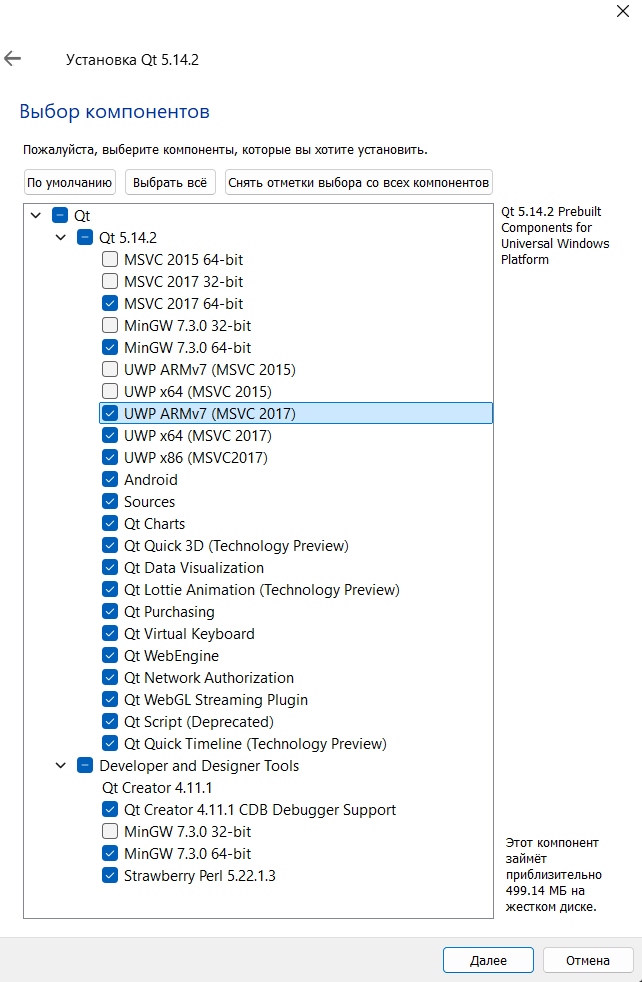 Установка Qt 5.14.2
Выбор компонентов
Пожалуйста, выберите компоненты, которые вы хотите установить.
По умолчанию Выбрать всё Снять отметки выбора со всех компонентов
Qt
Qt 5.14.2
MSVC 2015 64-bit
MSVC 2017 32-bit
MSVC 2017 64-bit
MinGW 7.3.0 32-bit
MinGW 7.3.0 64-bit
UWP ARMv7 (MSVC 2015)
UWP x64 (MSVC 2015)
UWP ARMv7 (MSVC 2017)
UWP x64 (MSVC 2017)
UWP x86 (MSVC2017)
Android
Sources
Qt Charts
Qt Quick 3D (Technology Preview)
Qt Data Visualization
Qt Lottie Animation (Technology Preview)
Qt Purchasing
Qt Virtual Keyboard
Qt WebEngine
Qt Network Authorization
Qt WebGL Streaming Plugin
Qt Script (Deprecated)
Qt Quick Timeline (Technology Preview)
Developer and Designer Tools
Qt Creator 4.11.1
Qt Creator 4.11.1 CDB Debugger Support
MinGW 7.3.0 32-bit
MinGW 7.3.0 64-bit
Strawberry Perl 5.22.1.3
Qt 5.14.2 Prebuilt
Components for
Universal Windows
Platform
Этот компонент
займёт
приблизительно
499.14 МБ на
жестком диске.
Далее Отмена